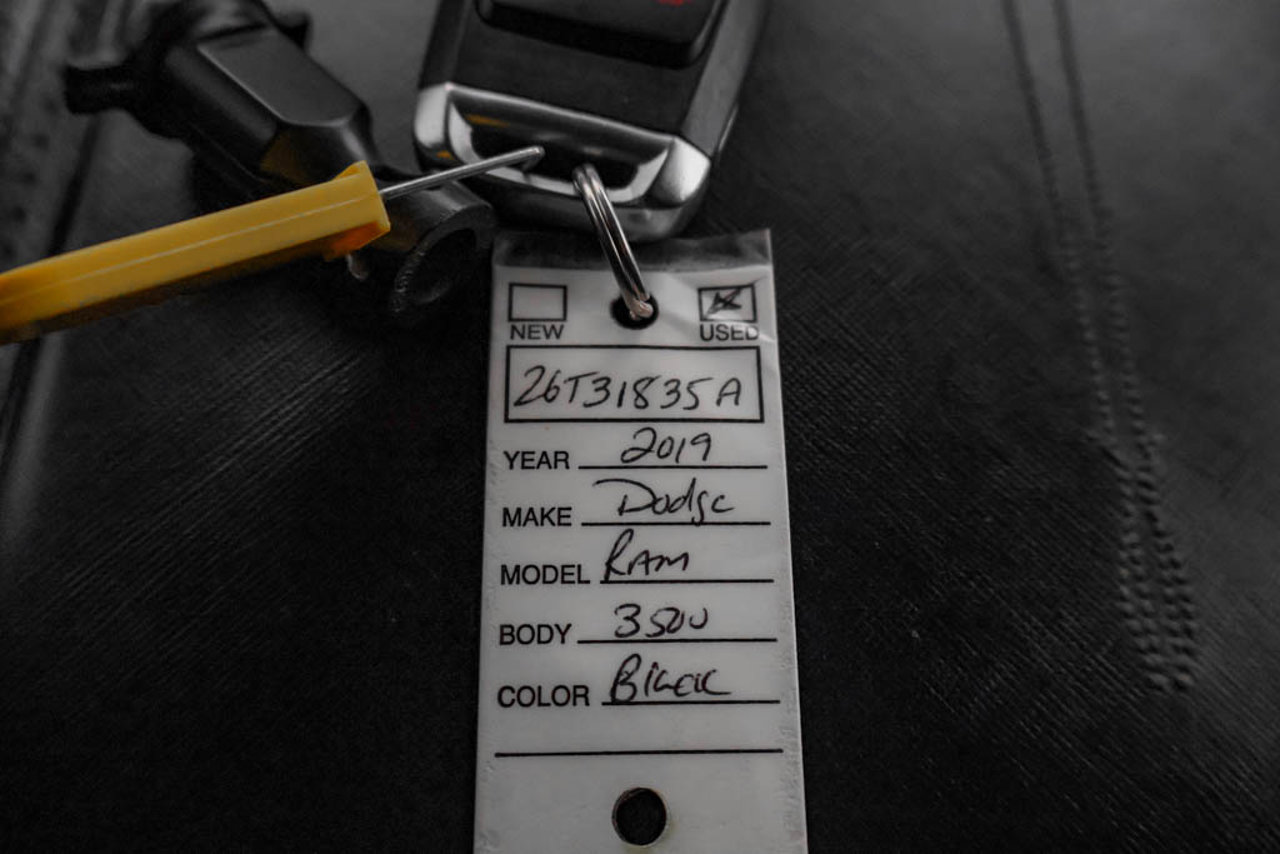 NEW USED
26T31835A
YEAR 2019
MAKE Dodge
MODEL RAM
BODY 3500
COLOR Black